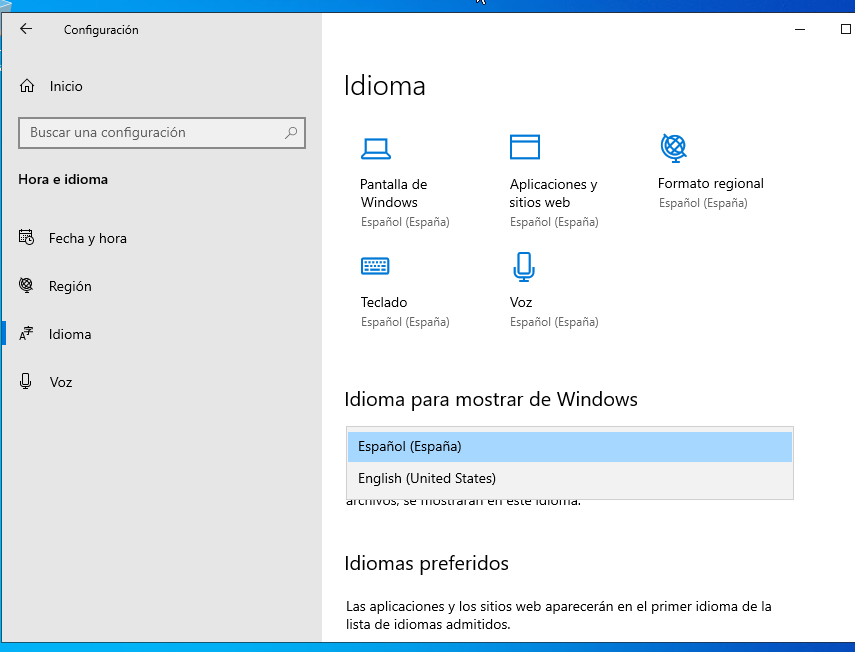 Configuración
Inicio
Buscar una configuración
Hora e idioma
Fecha y hora
Región
Idioma
Voz
Idioma
Pantalla de
Windows
Español (España)
Aplicaciones y
sitios web
Español (España)
Formato regional
Español (España)
Teclado
Español (España)
Voz
Español (España)
Idioma para mostrar de Windows
Español (España)
English (United States)
archivos, se mostrarán en este idioma.
Idiomas preferidos
Las aplicaciones y los sitios web aparecerán en el primer idioma de la
lista de idiomas admitidos.